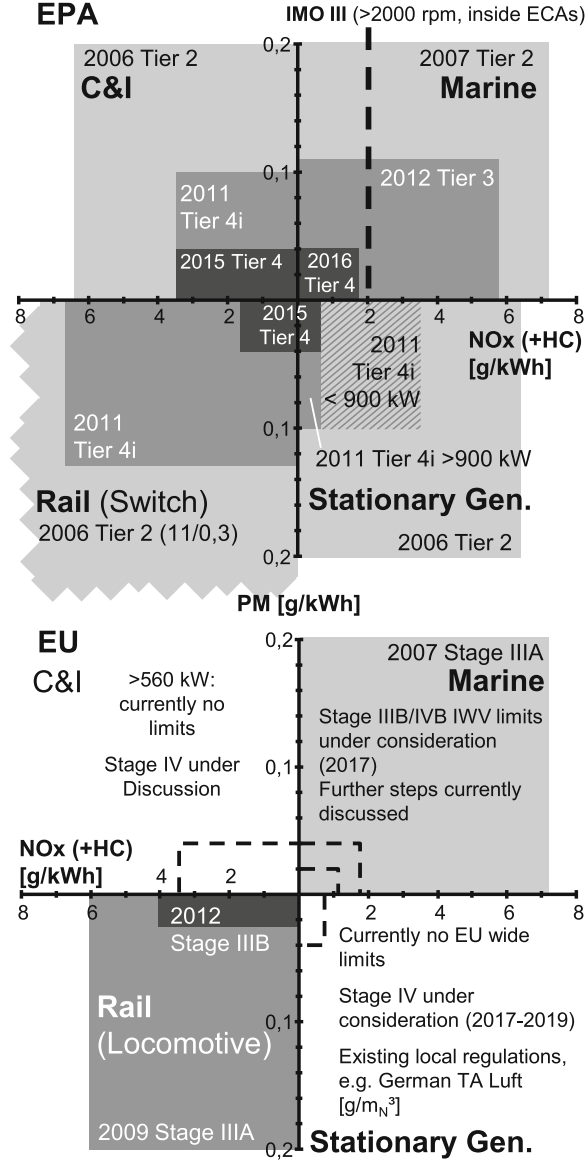 EPA
IMO III (>2000 rpm, inside ECAs)
0,2
2006 Tier 2
C&I
2007 Tier 2
Marine
0,1
2011
Tier 4i
2012 Tier 3
2015 Tier 4
2016
Tier 4
8 6 4 2 2 4 6 8
2015
Tier 4
NOx (+HC)
[g/kWh]
2011
Tier 4i
< 900 kW
2011
Tier 4i
0,1
2011 Tier 4i >900 kW
Rail (Switch)
2006 Tier 2 (11/0,3)
Stationary Gen.
2006 Tier 2
0,2
PM [g/kWh]
EU
C&I
>560 kW:
currently no
limits
Stage IV under
Discussion
0,2
2007 Stage IIIA
Marine
Stage IIIB/IVB IWV limits
under consideration
(2017)
Further steps currently
discussed
0,1
NOx (+HC)
[g/kWh]
4 2
8 6 2 4 6 8
2012
Stage IIIB
Currently no EU wide
limits
Stage IV under
consideration (2017-2019)
Existing local regulations,
e.g. German TA Luft
[g/mN³]
0,1
Rail
(Locomotive)
2009 Stage IIIA
0,2
Stationary Gen.